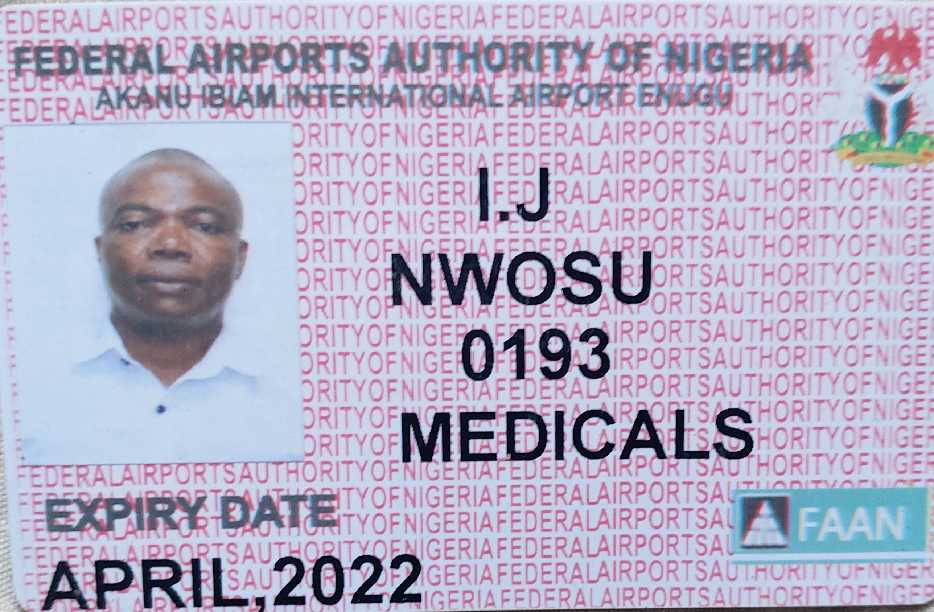 FEDERAL AIRPORTS AUTHORITY OF NIGERIA
AKANU IBIAM INTERNATIONAL AIRPORT ENUGU
I.J
NWOSU
0193
MEDICALS
EXPIRY DATE
FAAN
APRIL,2022